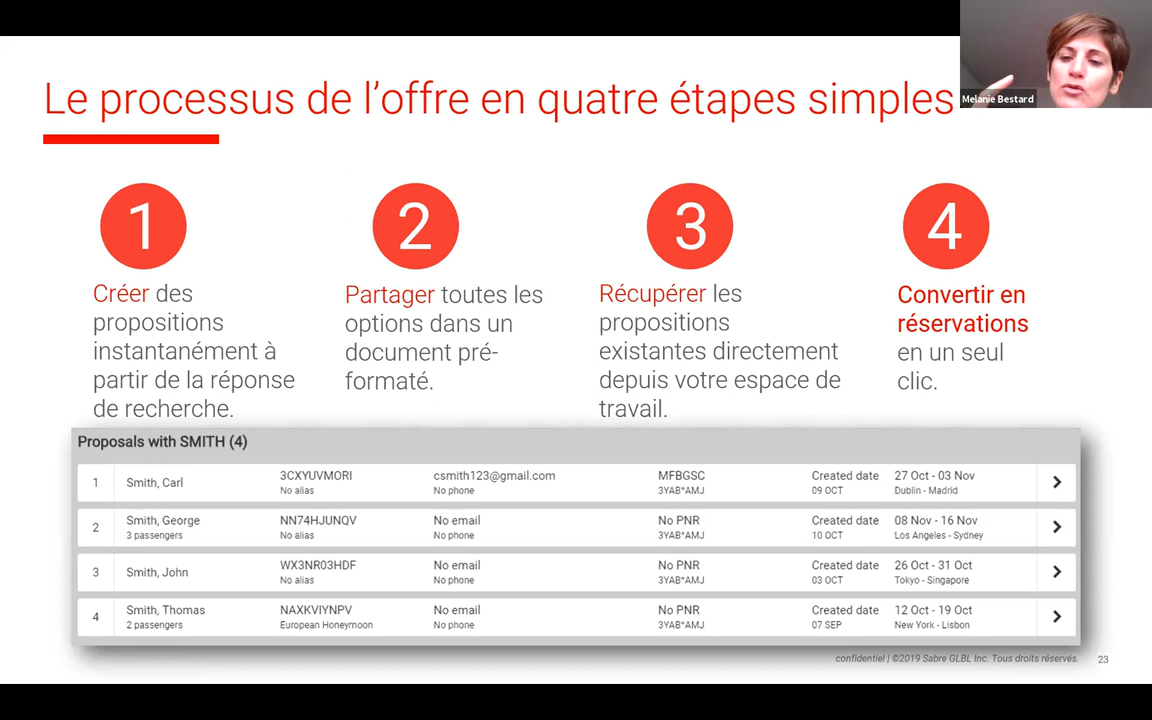 Le processus de l’offre en quatre étapes simples
Melanie Bestard
1
Créer des
propositions
instantanément à
partir de la réponse
de recherche.
2
Partager toutes les
options dans un
document pré-
formaté.
3
Récupérer les
propositions
existantes directement
depuis votre espace de
travail.
4
Convertir en
réservations
en un seul
clic.
Proposals with SMITH (4)
1 Smith, Carl 3CXYUVMORI No alias csmith123@gmail.com No phone MFBGSC 3YAB*AMJ Created date 09 OCT 27 Oct - 03 Nov Dublin - Madrid
2 Smith, George 3 passengers NN74HJUNQV No alias No email No phone No PNR 3YAB*AMJ Created date 10 OCT 08 Nov - 16 Nov Los Angeles - Sydney
3 Smith, John WX3NR03HDF No alias No email No phone No PNR 3YAB*AMJ Created date 03 OCT 26 Oct - 31 Oct Tokyo - Singapore
4 Smith, Thomas 2 passengers NAXKVIYNPV European Honeymoon No email No phone No PNR 3YAB*AMJ Created date 07 SEP 12 Oct - 19 Oct New York - Lisbon
confidentiel | ©2019 Sabre GLBL Inc. Tous droits réservés. 23